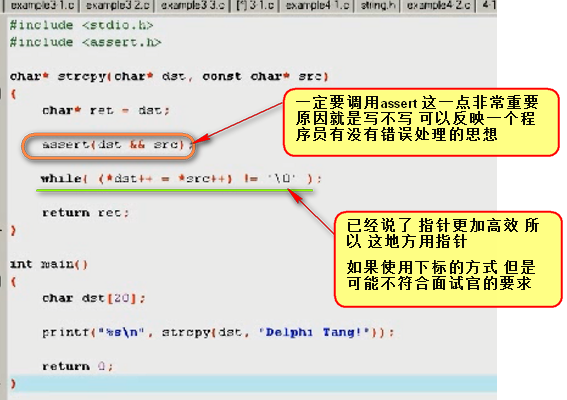 example3 1.c example3 2.c example3 3.c [*] 3-1.c example4 1.c string.h example4 2.c 4-1
#include <stdio.h>
#include <assert.h>
char* strcpy(char* dst, const char* src)
{
char* ret = dst;
assert(dst && src);
while( (*dst++ = *src++) != '\0' );
return ret;
}
int main()
{
char dst[20];
printf("%s\n", strcpy(dst, "Delphi Tang!"));
return 0;
}
一定要调用assert 这一点非常重要
原因就是写不写 可以反映一个程
序员有没有错误处理的思想
已经说了 指针更加高效 所
以 这地方用指针
如果使用下标的方式 但是
可能不符合面试官的要求